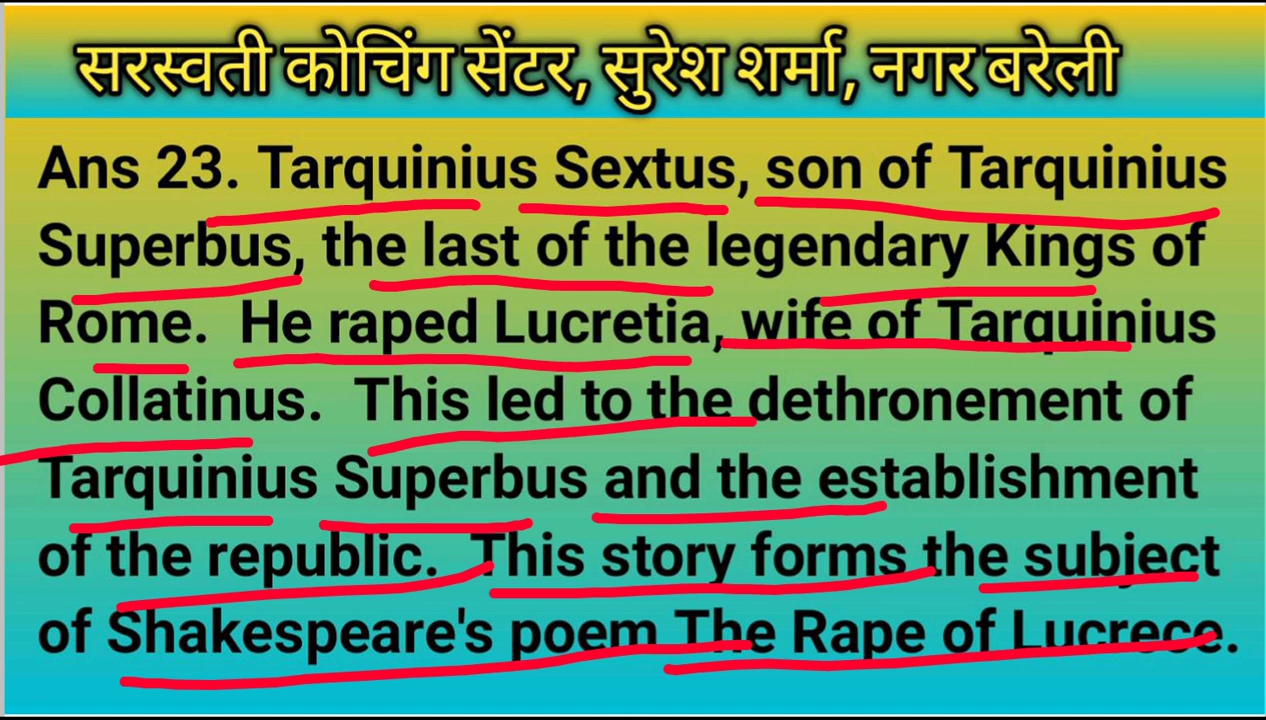 सरस्वती कोचिंग सेंटर, सुरेश शर्मा, नगर बरेली
Ans 23. Tarquinius Sextus, son of Tarquinius
Superbus, the last of the legendary Kings of
Rome. He raped Lucretia, wife of Tarquinius
Collatinus. This led to the dethronement of
Tarquinius Superbus and the establishment
of the republic. This story forms the subject
of Shakespeare's poem The Rape of Lucrece.